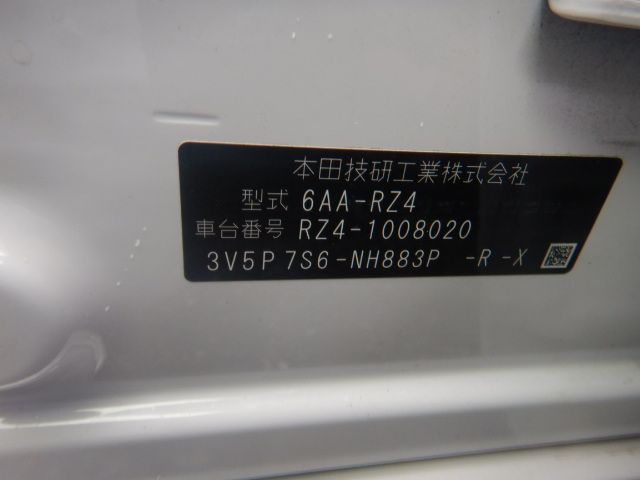 本田技研工業株式会社
型式 6AA-RZ4
車台番号 RZ4-1008020
3V5P 7S6-NH883P -R -X